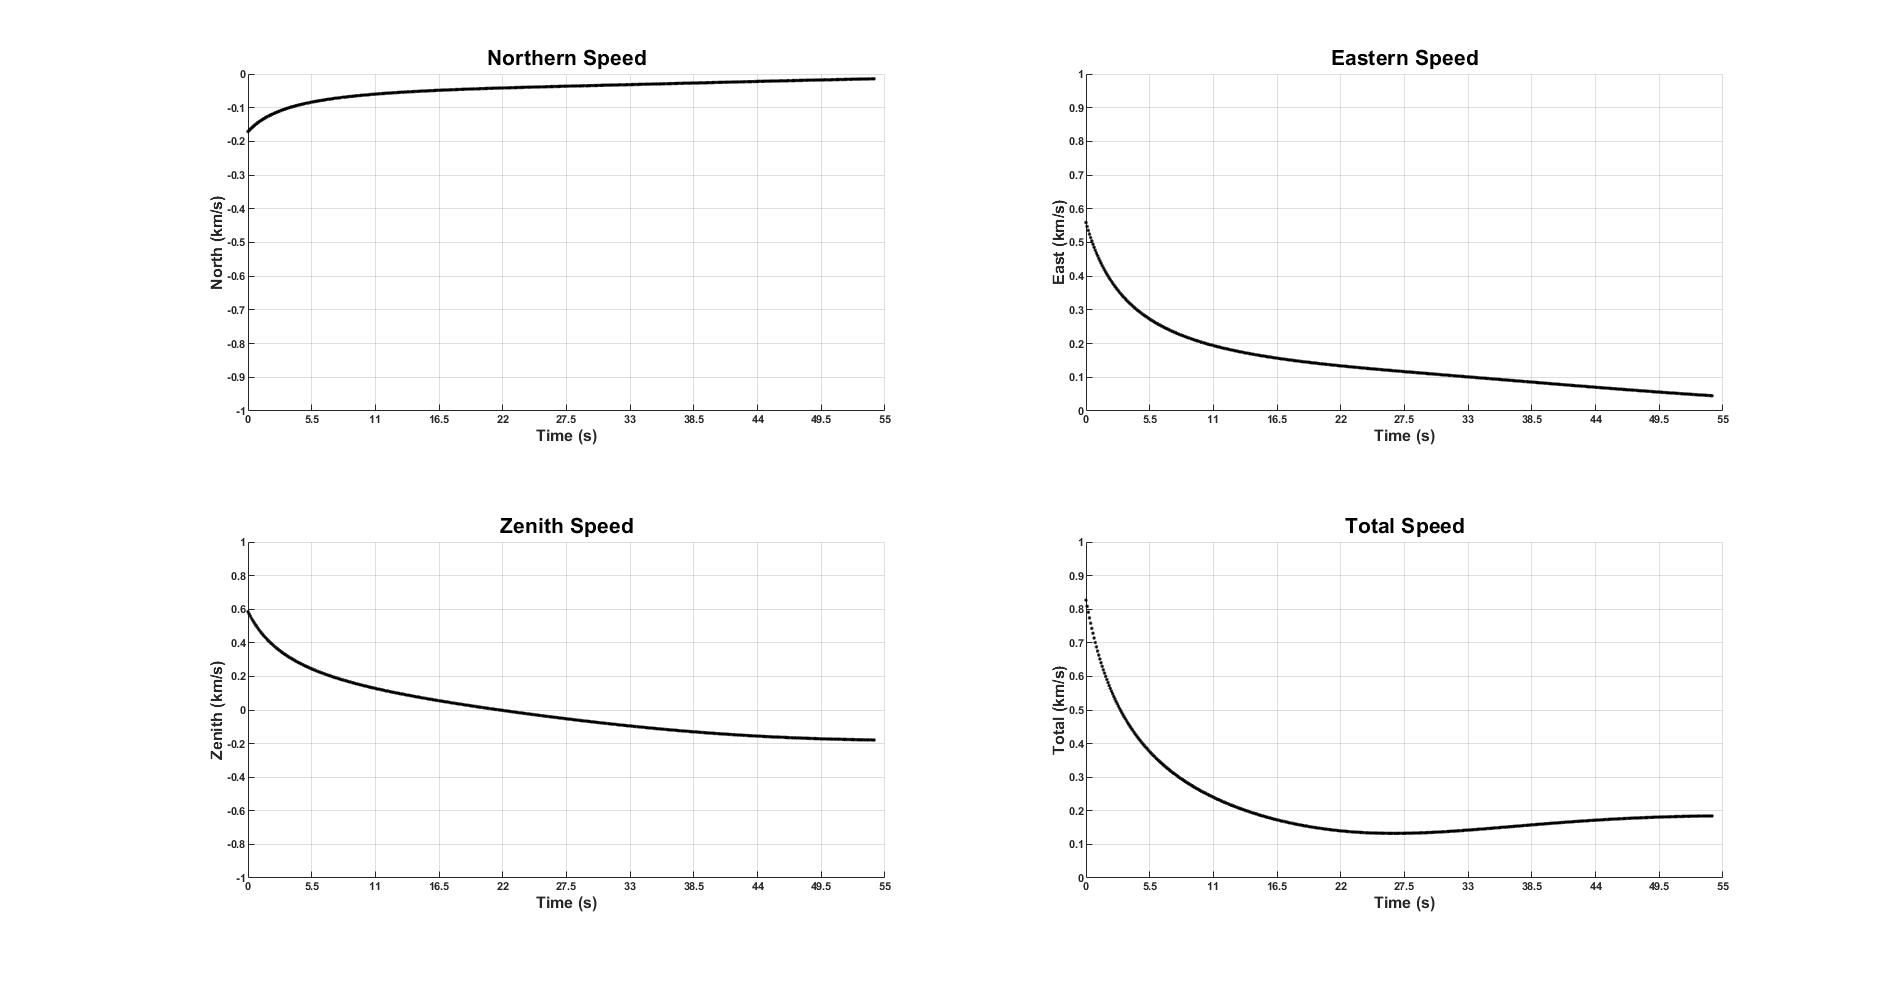 Northern Speed
North (km/s)
0
-0.1
-0.2
-0.3
-0.4
-0.5
-0.6
-0.7
-0.8
-0.9
-1
0 5.5 11 16.5 22 27.5 33 38.5 44 49.5 55
Time (s)
Eastern Speed
East (km/s)
1
0.9
0.8
0.7
0.6
0.5
0.4
0.3
0.2
0.1
0
0 5.5 11 16.5 22 27.5 33 38.5 44 49.5 55
Time (s)
Zenith Speed
Zenith (km/s)
1
0.8
0.6
0.4
0.2
0
-0.2
-0.4
-0.6
-0.8
-1
0 5.5 11 16.5 22 27.5 33 38.5 44 49.5 55
Time (s)
Total Speed
Total (km/s)
1
0.9
0.8
0.7
0.6
0.5
0.4
0.3
0.2
0.1
0
0 5.5 11 16.5 22 27.5 33 38.5 44 49.5 55
Time (s)